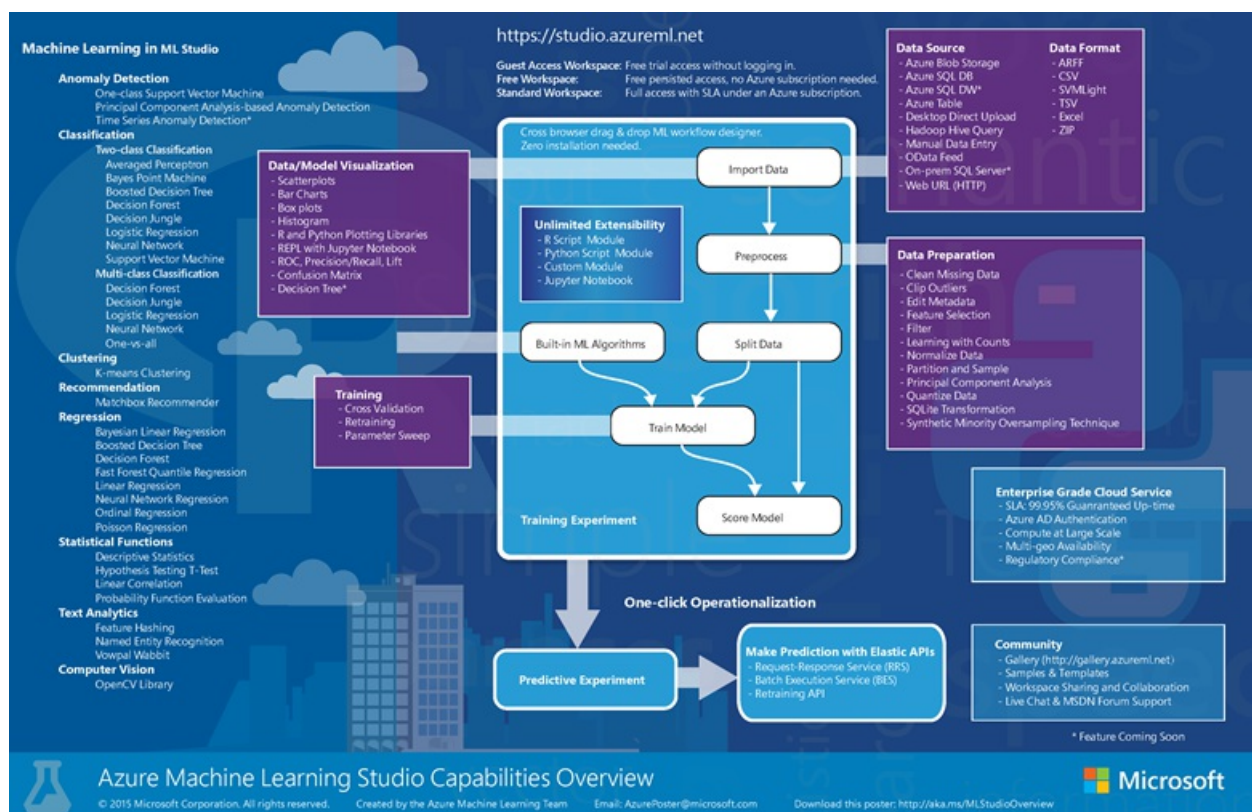 Machine Learning in ML Studio
Anomaly Detection
One-class Support Vector Machine
Principal Component Analysis-based Anomaly Detection
Time Series Anomaly Detection*
Classification
Two-class Classification
Averaged Perceptron
Bayes Point Machine
Boosted Decision Tree
Decision Forest
Decision Jungle
Logistic Regression
Neural Network
Support Vector Machine
Multi-class Classification
Decision Forest
Decision Jungle
Logistic Regression
Neural Network
One-vs-all
Clustering
K-means Clustering
Recommendation
Matchbox Recommender
Regression
Bayesian Linear Regression
Boosted Decision Tree
Decision Forest
Fast Forest Quantile Regression
Linear Regression
Neural Network Regression
Ordinal Regression
Poisson Regression
Statistical Functions
Descriptive Statistics
Hypothesis Testing T-Test
Linear Correlation
Probability Function Evaluation
Text Analytics
Feature Hashing
Named Entity Recognition
Vowpal Wabbit
Computer Vision
OpenCV Library
https://studio.azureml.net
Guest Access Workspace: Free trial access without logging in.
Free Workspace: Free persisted access, no Azure subscription needed.
Standard Workspace: Full access with SLA under an Azure subscription.
Data/Model Visualization
- Scatterplots
- Bar Charts
- Box plots
- Histogram
- R and Python Plotting Libraries
- REPL with Jupyter Notebook
- ROC, Precision/Recall, Lift
- Confusion Matrix
- Decision Tree*
Training
- Cross Validation
- Retraining
- Parameter Sweep
Cross browser drag & drop ML workflow designer.
Zero installation needed.
Import Data
Unlimited Extensibility
- R Script Module
- Python Script Module
- Custom Module
- Jupyter Notebook
Preprocess
Built-in ML Algorithms
Split Data
Train Model
Score Model
Training Experiment
One-click Operationalization
Predictive Experiment
Make Prediction with Elastic APIs
- Request-Response Service (RRS)
- Batch Execution Service (BES)
- Retraining API
Data Source
- Azure Blob Storage
- Azure SQL DB
- Azure SQL DW*
- Azure Table
- Desktop Direct Upload
- Hadoop Hive Query
- Manual Data Entry
- OData Feed
- On-prem SQL Server*
- Web URL (HTTP)
Data Format
- ARFF
- CSV
- SVMLight
- TSV
- Excel
- ZIP
Data Preparation
- Clean Missing Data
- Clip Outliers
- Edit Metadata
- Feature Selection
- Filter
- Learning with Counts
- Normalize Data
- Partition and Sample
- Principal Component Analysis
- Quantize Data
- SQLite Transformation
- Synthetic Minority Oversampling Technique
Enterprise Grade Cloud Service
- SLA: 99.95% Guanranteed Up-time
- Azure AD Authentication
- Compute at Large Scale
- Multi-geo Availability
- Regulatory Compliance*
Community
- Gallery (http://gallery.azureml.net)
- Samples & Templates
- Workspace Sharing and Collaboration
- Live Chat & MSDN Forum Support
* Feature Coming Soon
Azure Machine Learning Studio Capabilities Overview
Microsoft
© 2015 Microsoft Corporation. All rights reserved. Created by the Azure Machine Learning Team Email: AzurePoster@microsoft.com Download this poster: http://aka.ms/MLStudioOverview